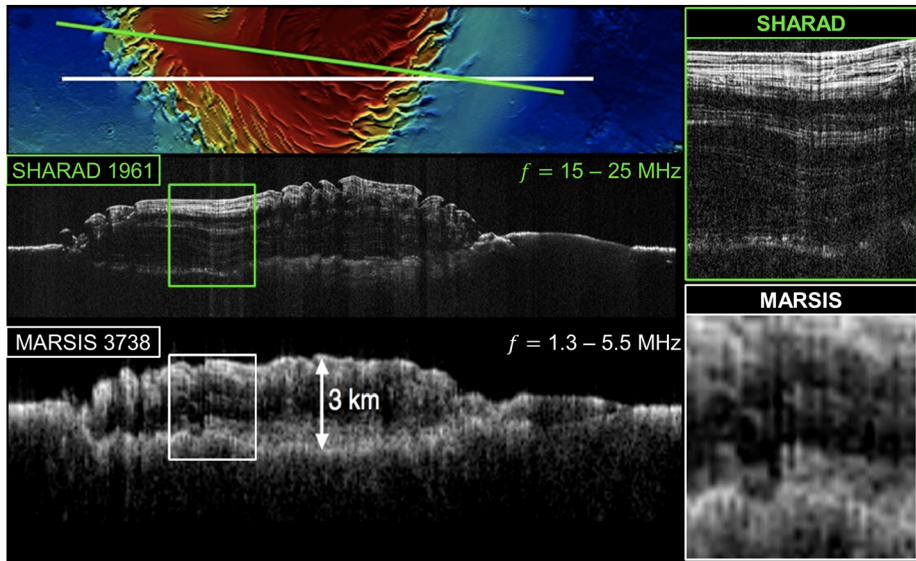 SHARAD
SHARAD 1961
𝑓 = 15 – 25 MHz
MARSIS
MARSIS 3738
𝑓 = 1.3 – 5.5 MHz
3 km